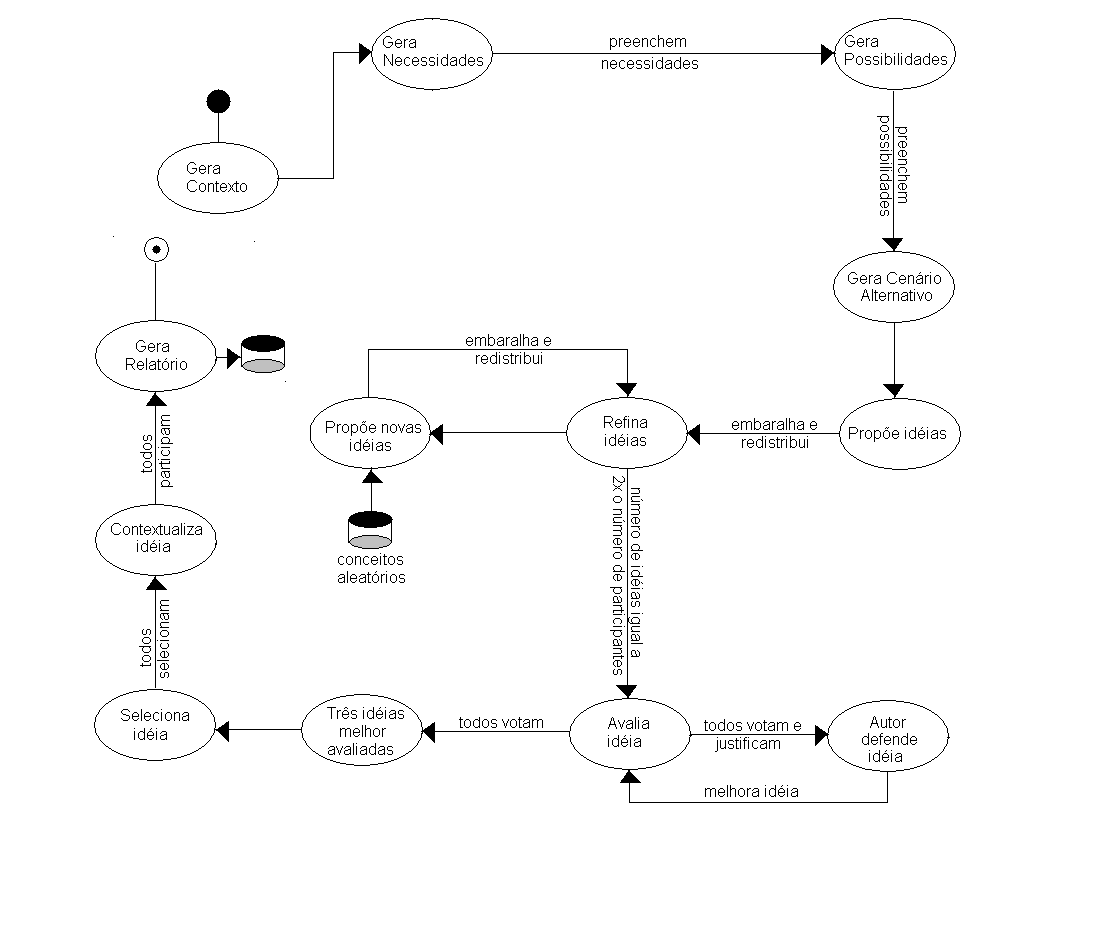 Gera
Necessidades
preenchem
necessidades
Gera
Possibilidades
Gera
Contexto
preenchem
possibilidades
Gera Cenário
Alternativo
Gera
Relatório
embaralha e
redistribui
Propõe novas
idéias
Refina
idéias
embaralha e
redistribui
Propõe idéias
todos
participam
conceitos
aleatórios
número de idéias igual a
2x o número de participantes
Contextualiza
idéia
todos
selecionam
Seleciona
idéia
Três idéias
melhor
avaliadas
todos votam
Avalia
idéia
todos votam e
justificam
Autor
defende
idéia
melhora idéia